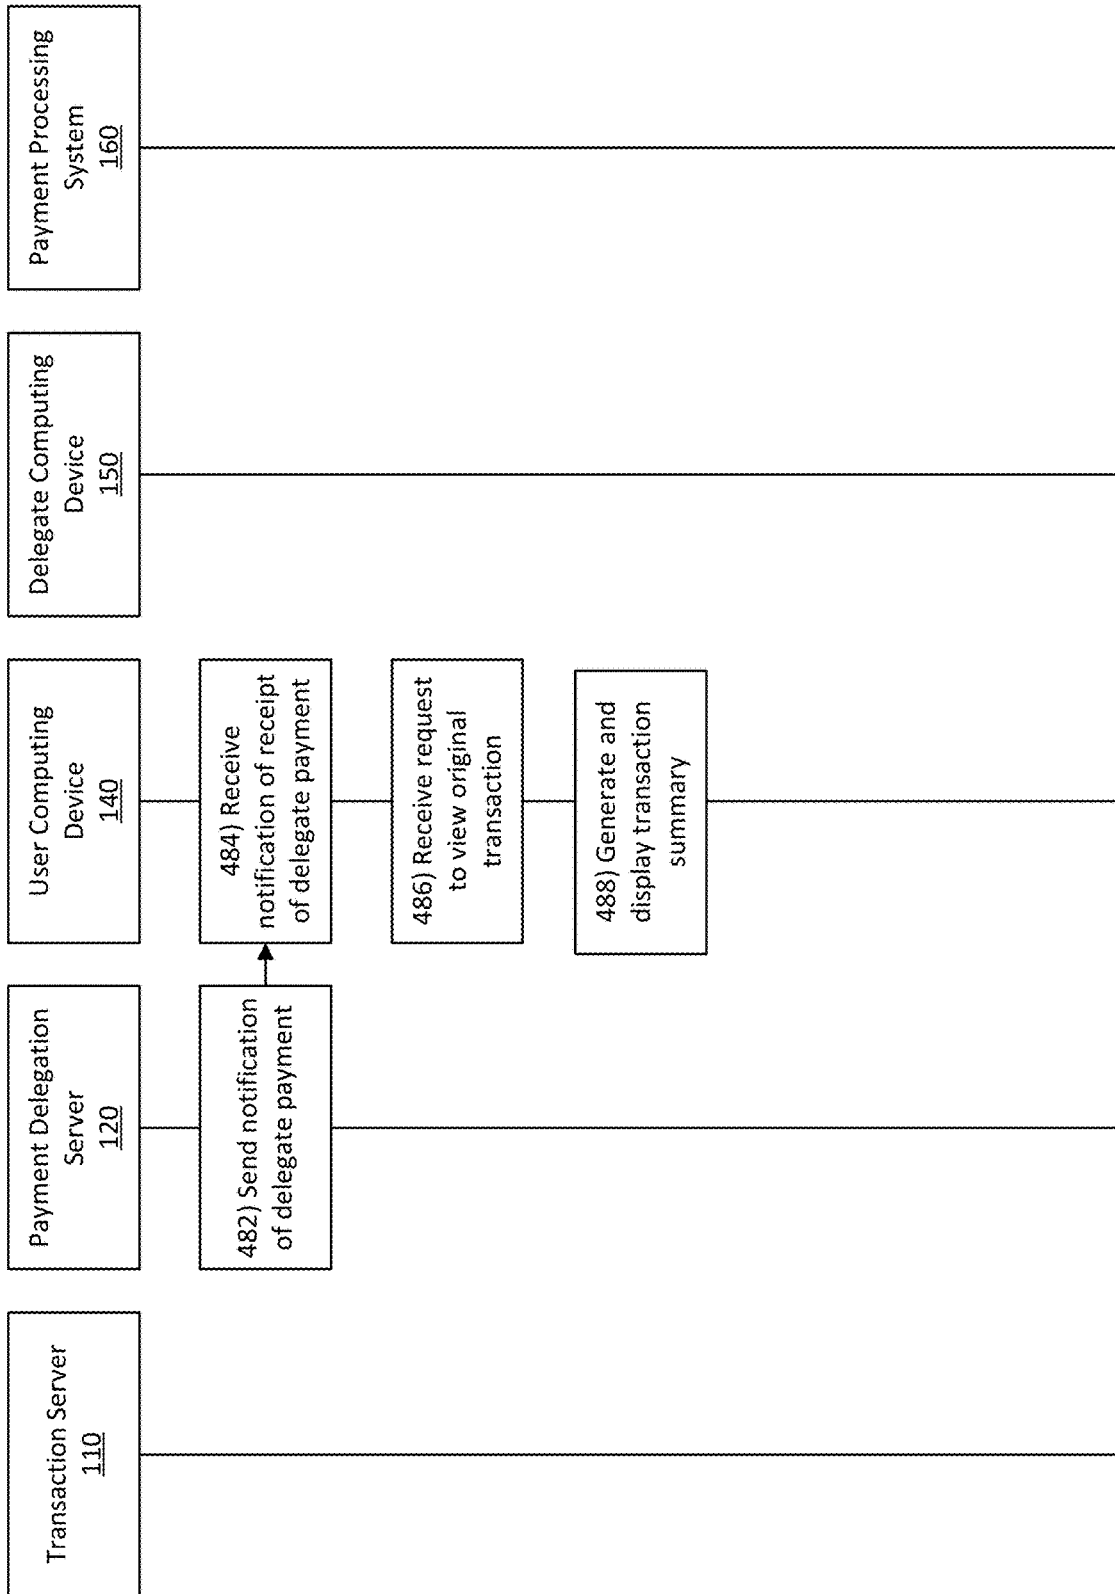 Transaction Server
110
Payment Delegation
Server
120
User Computing
Device
140
Delegate Computing
Device
150
Payment Processing
System
160
482) Send notification
of delegate payment
484) Receive
notification of receipt
of delegate payment
486) Receive request
to view original
transaction
488) Generate and
display transaction
summary